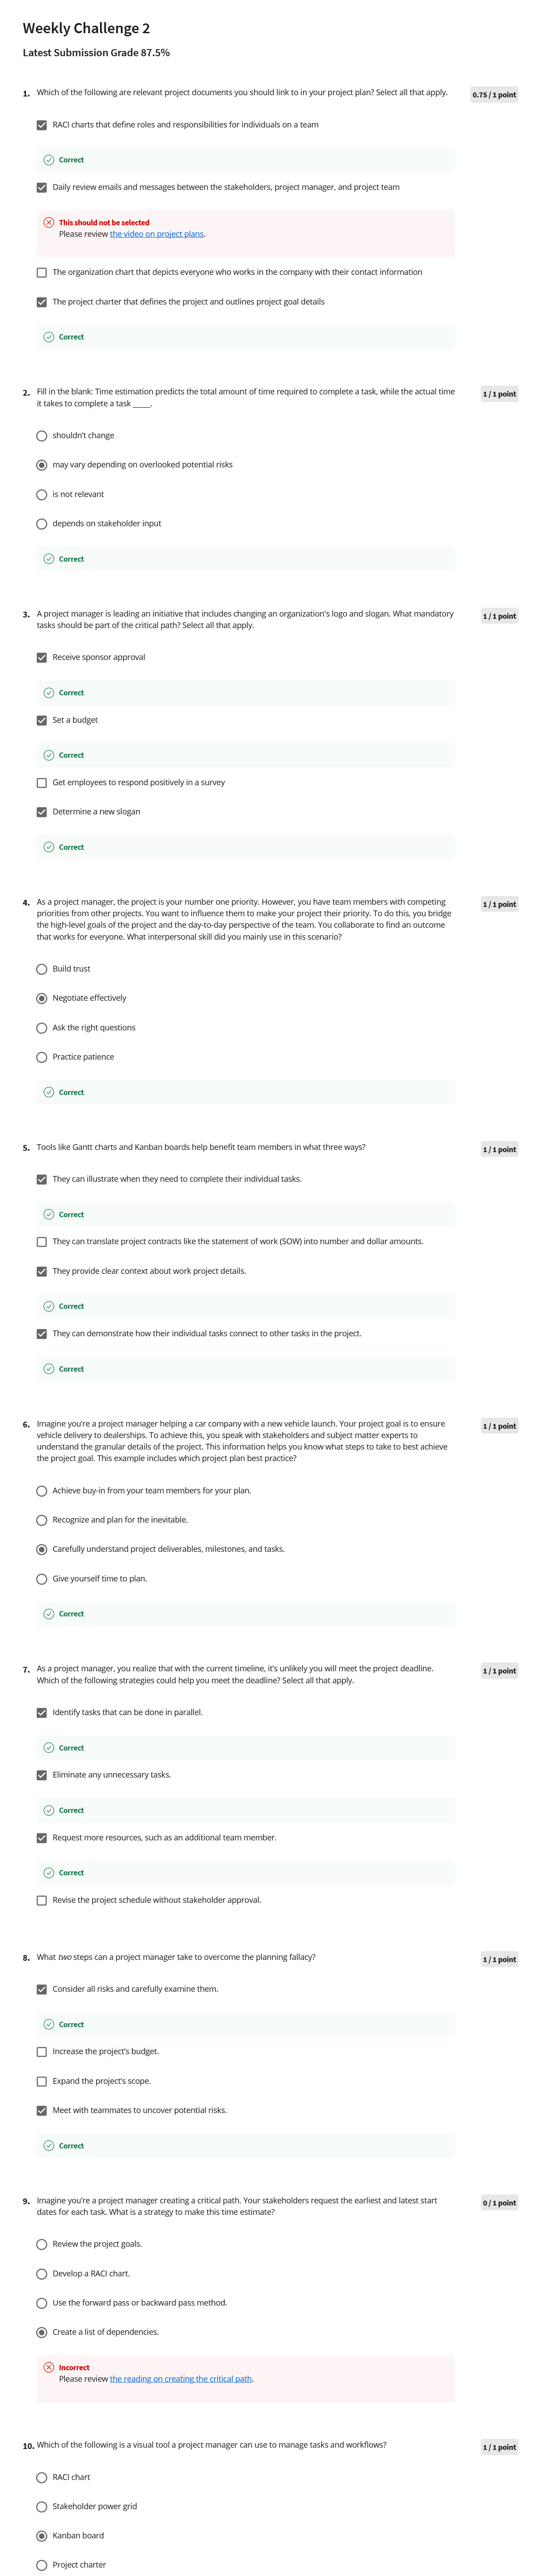 Weekly Challenge 2
Latest Submission Grade 87.5%
1. Which of the following are relevant project documents you should link to in your project plan? Select all that apply.
0.75 / 1 point
RACI charts that define roles and responsibilities for individuals on a team
Correct
Daily review emails and messages between the stakeholders, project manager, and project team
This should not be selected
Please review the video on project plans.
The organization chart that depicts everyone who works in the company with their contact information
The project charter that defines the project and outlines project goal details
Correct
2. Fill in the blank: Time estimation predicts the total amount of time required to complete a task, while the actual time
it takes to complete a task _____.
1 / 1 point
shouldn't change
may vary depending on overlooked potential risks
is not relevant
depends on stakeholder input
Correct
3. A project manager is leading an initiative that includes changing an organization's logo and slogan. What mandatory
tasks should be part of the critical path? Select all that apply.
1 / 1 point
Receive sponsor approval
Correct
Set a budget
Correct
Get employees to respond positively in a survey
Determine a new slogan
Correct
4. As a project manager, the project is your number one priority. However, you have team members with competing
priorities from other projects. You want to influence them to make your project their priority. To do this, you bridge
the high-level goals of the project and the day-to-day perspective of the team. You collaborate to find an outcome
that works for everyone. What interpersonal skill did you mainly use in this scenario?
1 / 1 point
Build trust
Negotiate effectively
Ask the right questions
Practice patience
Correct
5. Tools like Gantt charts and Kanban boards help benefit team members in what three ways?
1 / 1 point
They can illustrate when they need to complete their individual tasks.
Correct
They can translate project contracts like the statement of work (SOW) into number and dollar amounts.
They provide clear context about work project details.
Correct
They can demonstrate how their individual tasks connect to other tasks in the project.
Correct
6. Imagine you're a project manager helping a car company with a new vehicle launch. Your project goal is to ensure
vehicle delivery to dealerships. To achieve this, you speak with stakeholders and subject matter experts to
understand the granular details of the project. This information helps you know what steps to take to best achieve
the project goal. This example includes which project plan best practice?
1 / 1 point
Achieve buy-in from your team members for your plan.
Recognize and plan for the inevitable.
Carefully understand project deliverables, milestones, and tasks.
Give yourself time to plan.
Correct
7. As a project manager, you realize that with the current timeline, it's unlikely you will meet the project deadline.
Which of the following strategies could help you meet the deadline? Select all that apply.
1 / 1 point
Identify tasks that can be done in parallel.
Correct
Eliminate any unnecessary tasks.
Correct
Request more resources, such as an additional team member.
Correct
Revise the project schedule without stakeholder approval.
8. What two steps can a project manager take to overcome the planning fallacy?
1 / 1 point
Consider all risks and carefully examine them.
Correct
Increase the project's budget.
Expand the project's scope.
Meet with teammates to uncover potential risks.
Correct
9. Imagine you're a project manager creating a critical path. Your stakeholders request the earliest and latest start
dates for each task. What is a strategy to make this time estimate?
0 / 1 point
Review the project goals.
Develop a RACI chart.
Use the forward pass or backward pass method.
Create a list of dependencies.
Incorrect
Please review the reading on creating the critical path.
10. Which of the following is a visual tool a project manager can use to manage tasks and workflows?
1 / 1 point
RACI chart
Stakeholder power grid
Kanban board
Project charter